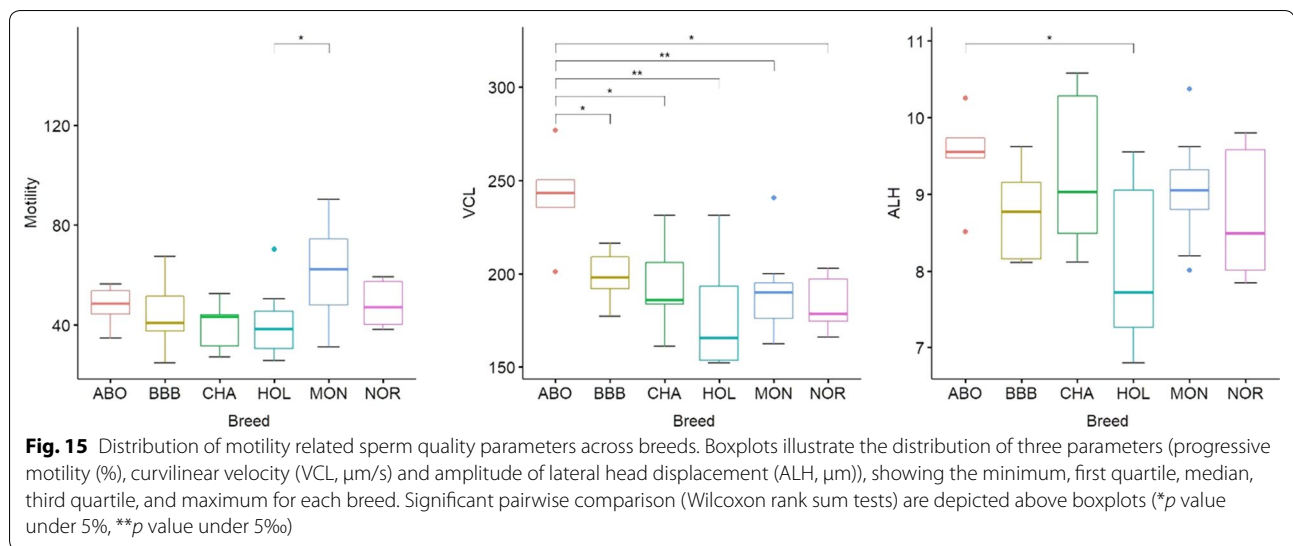 *
120
80
40
Motility
ABO BBB CHA HOL MON NOR
Breed
*
**
**
*
*
300
250
200
150
VCL
ABO BBB CHA HOL MON NOR
Breed
*
11
10
9
8
7
ALH
ABO BBB CHA HOL MON NOR
Breed
Fig. 15 Distribution of motility related sperm quality parameters across breeds. Boxplots illustrate the distribution of three parameters (progressive
motility (%), curvilinear velocity (VCL, μm/s) and amplitude of lateral head displacement (ALH, μm)), showing the minimum, first quartile, median,
third quartile, and maximum for each breed. Significant pairwise comparison (Wilcoxon rank sum tests) are depicted above boxplots (*p value
under 5%, **p value under 5‰)